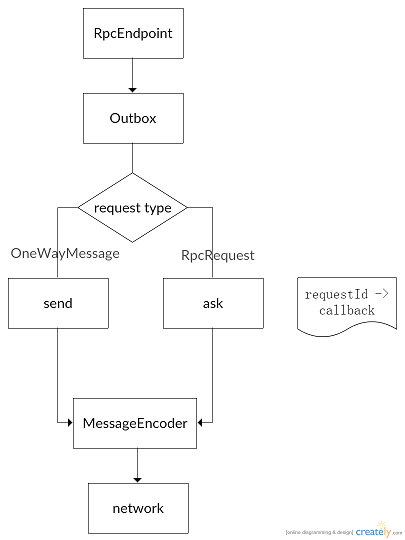 RpcEndpoint
Outbox
request type
OneWayMessage
RpcRequest
send
ask
requestId ->
callback
MessageEncoder
network
[online diagramming & design] creately.com